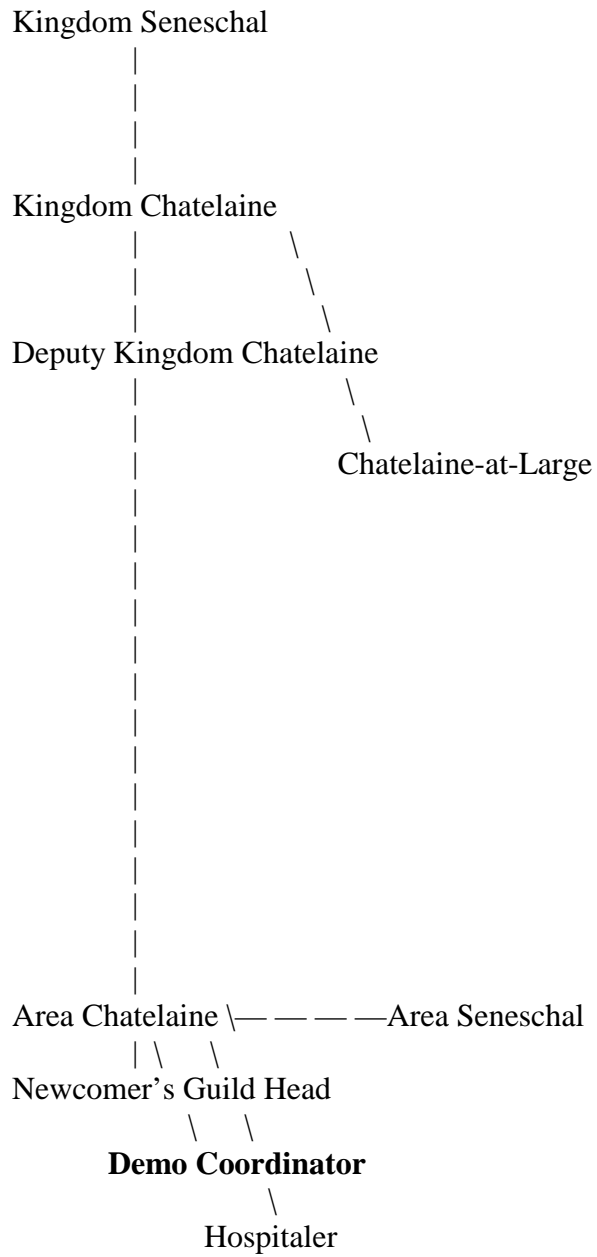 Kingdom Seneschal
Kingdom Chatelaine
Deputy Kingdom Chatelaine
Chatelaine-at-Large
Area Chatelaine \— — — —Area Seneschal
Newcomer’s Guild Head
Demo Coordinator
Hospitaler